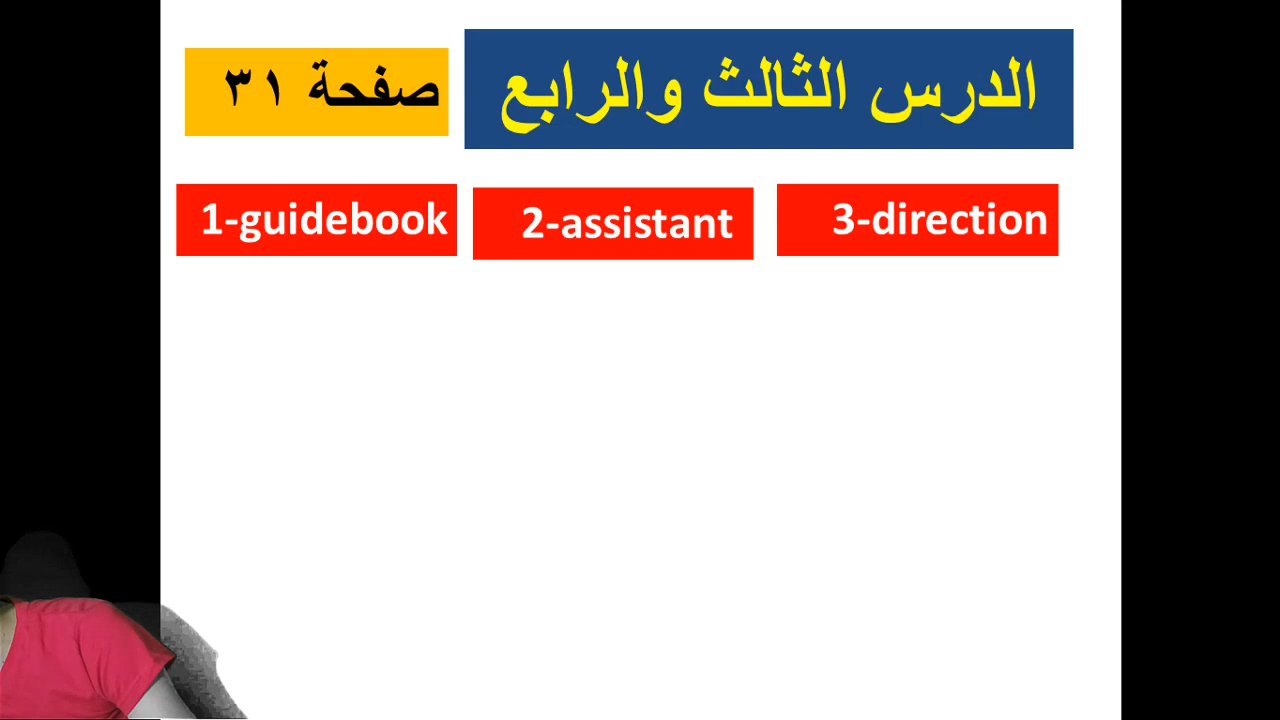 الدرس الثالث والرابع
صفحة ٣١
1-guidebook
2-assistant
3-direction